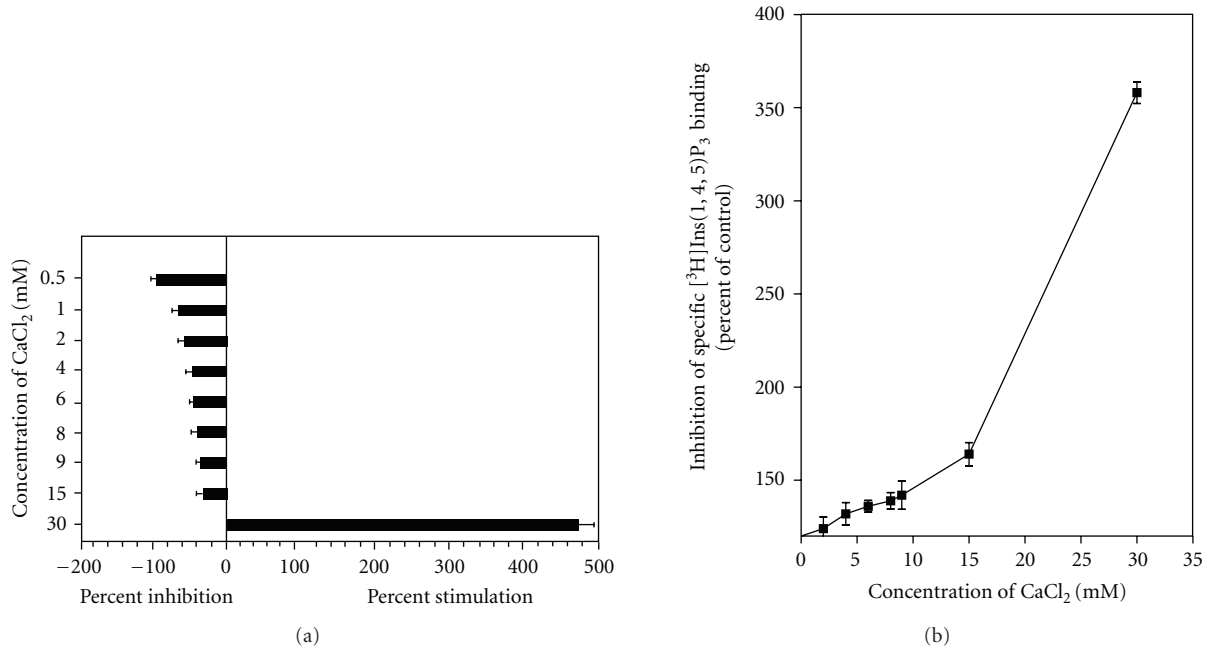 Concentration of CaCl₂ (mM)
0.5
1
2
4
6
8
9
15
30
−200 −100 0 100 200 300 400 500
Percent inhibition Percent stimulation
(a)
Inhibition of specific [³H]Ins(1, 4, 5)P₃ binding
(percent of control)
400
350
300
250
200
150
0 5 10 15 20 25 30 35
Concentration of CaCl₂ (mM)
(b)